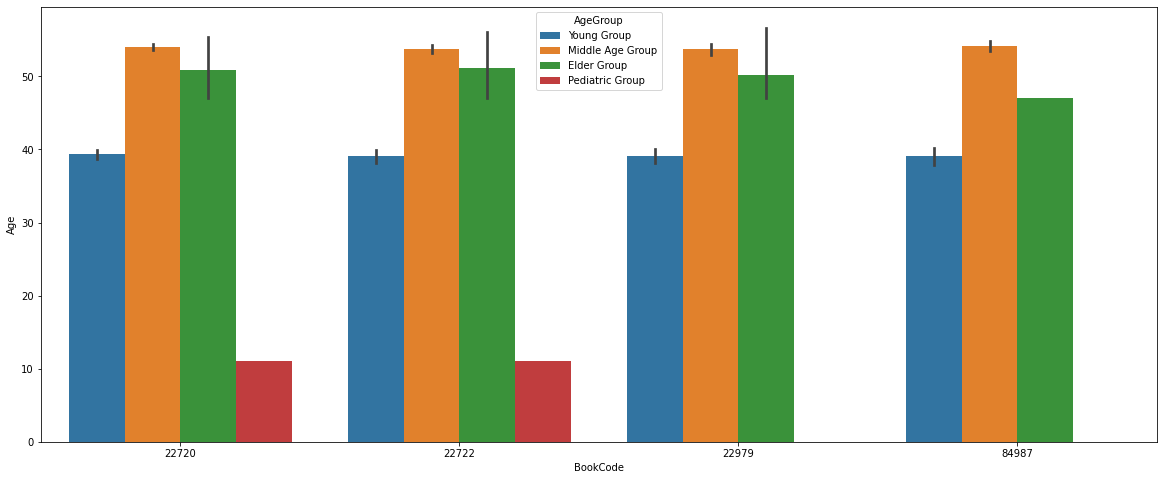 AgeGroup
Young Group
Middle Age Group
Elder Group
Pediatric Group
Age
50
40
30
20
10
0
22720
22722
22979
84987
BookCode